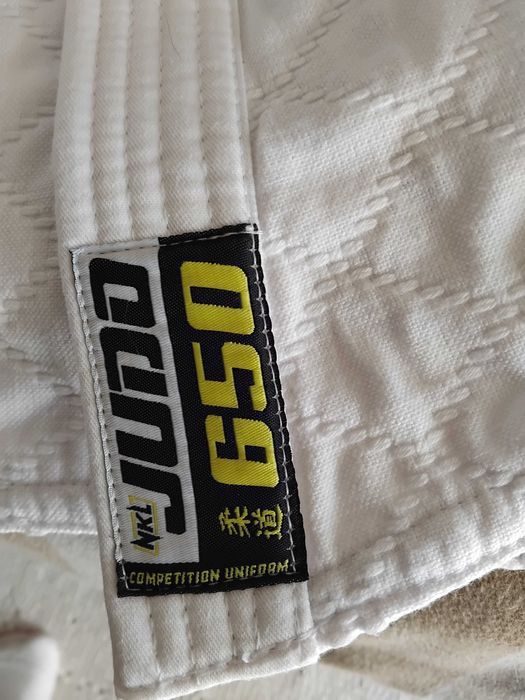 NKL JUDO
柔道 650
COMPETITION UNIFORM